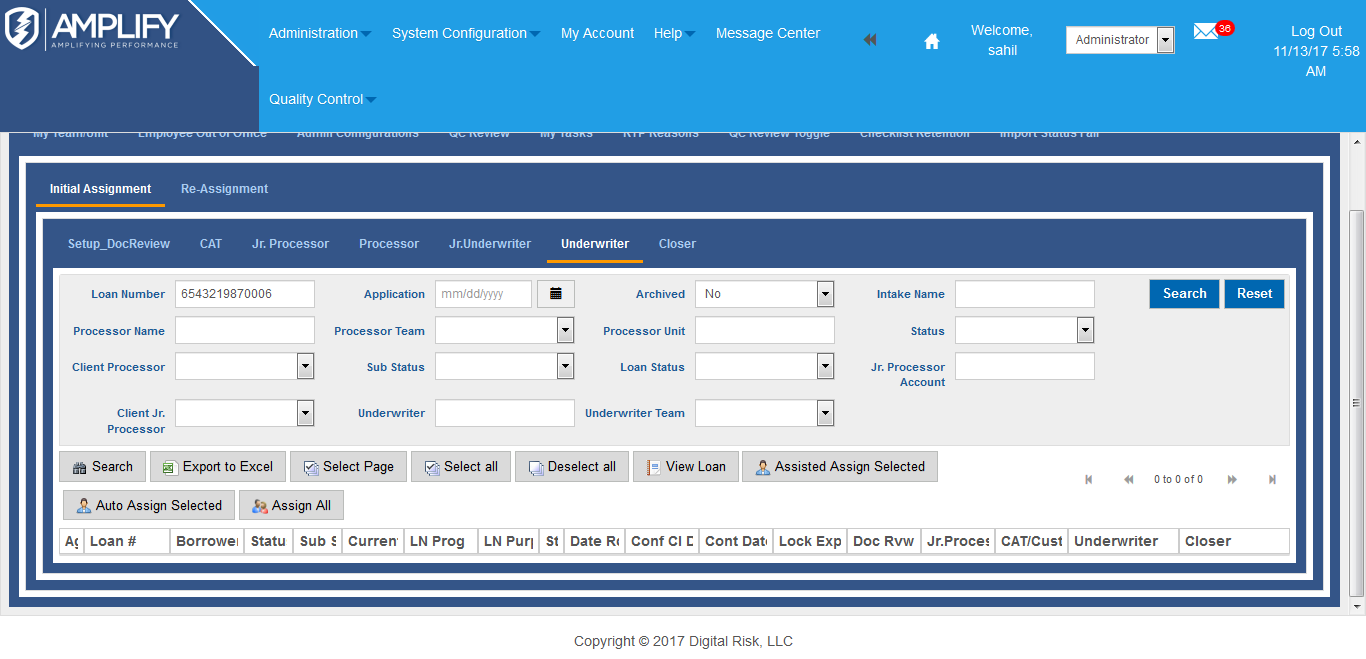 AMPLIFY
AMPLIFYING PERFORMANCE
Administration System Configuration My Account Help Message Center
Welcome, sahil
Administrator
36
Log Out
11/13/17 5:58 AM
Quality Control
My Team/Unit Employee Out of Office Admin Configurations QC Review My Tasks RTP Reasons QC Review Toggle Checklist Retention Import Status Fail
Initial Assignment Re-Assignment
Setup_DocReview CAT Jr. Processor Processor Jr.Underwriter Underwriter Closer
Loan Number 6543219870006 Application mm/dd/yyyy Archived No Intake Name Search Reset
Processor Name Processor Team Processor Unit Status
Client Processor Sub Status Loan Status Jr. Processor Account
Client Jr. Processor Underwriter Underwriter Team
Search Export to Excel Select Page Select all Deselect all View Loan Assisted Assign Selected
0 to 0 of 0
Auto Assign Selected Assign All
Loan # Borrower Statu Sub S Current LN Prog LN Purp St Date Re Conf Cl D Cont Date Lock Exp Doc Rvw Jr.Proces CAT/Cust Underwriter Closer
Copyright © 2017 Digital Risk, LLC